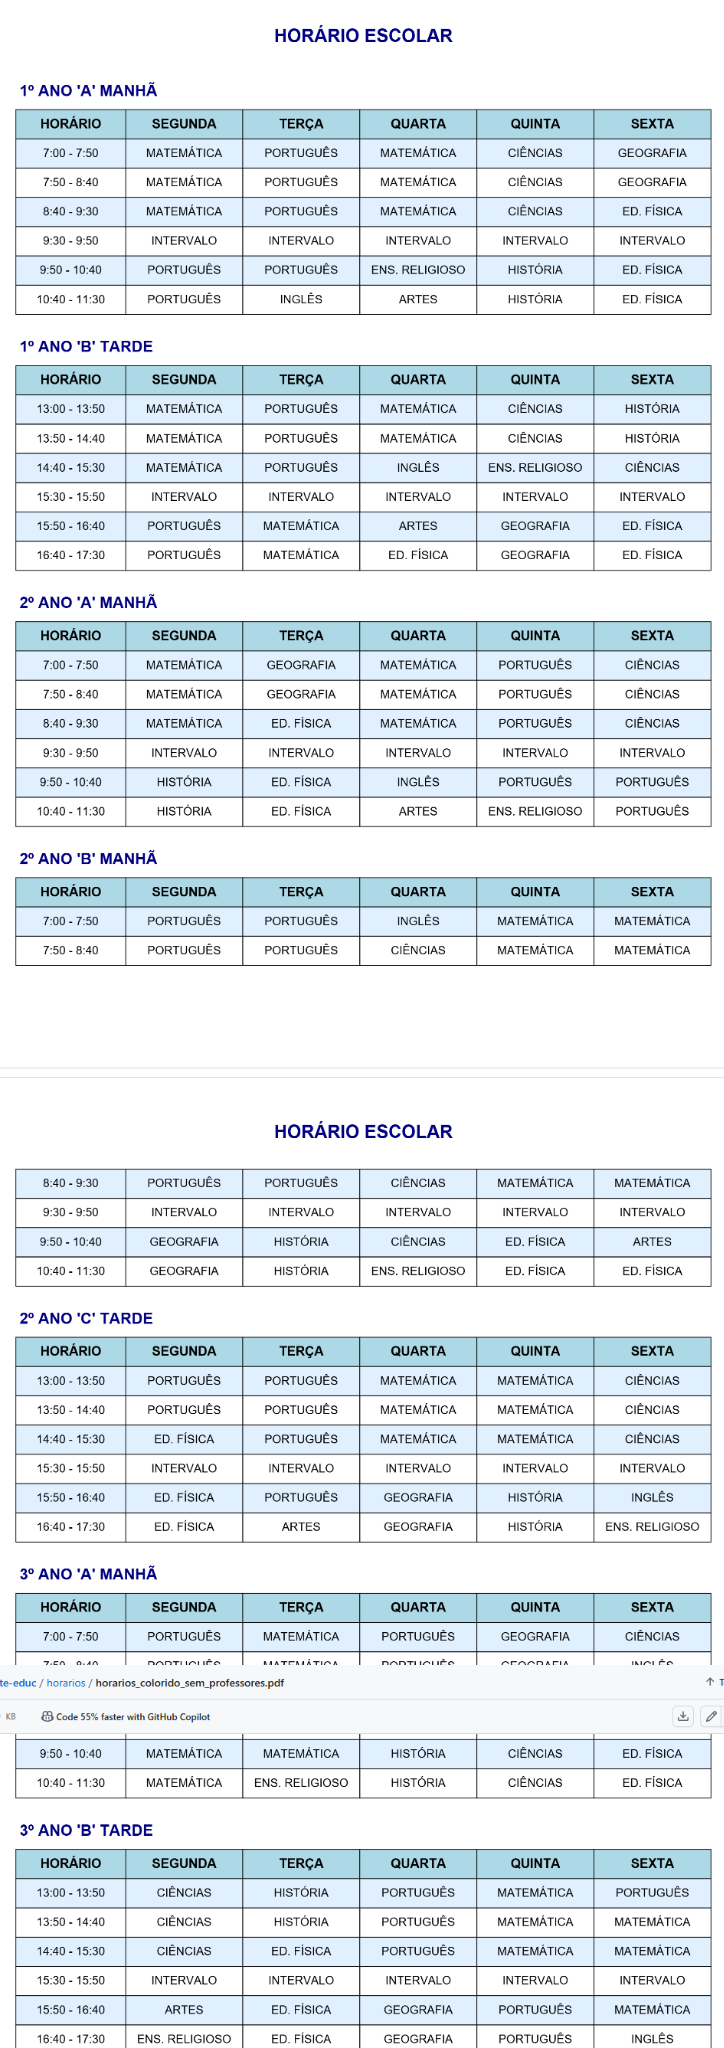 HORÁRIO ESCOLAR
1º ANO 'A' MANHÃ
HORÁRIO SEGUNDA TERÇA QUARTA QUINTA SEXTA
7:00 - 7:50 MATEMÁTICA PORTUGUÊS MATEMÁTICA CIÊNCIAS GEOGRAFIA
7:50 - 8:40 MATEMÁTICA PORTUGUÊS MATEMÁTICA CIÊNCIAS GEOGRAFIA
8:40 - 9:30 MATEMÁTICA PORTUGUÊS MATEMÁTICA CIÊNCIAS ED. FÍSICA
9:30 - 9:50 INTERVALO INTERVALO INTERVALO INTERVALO INTERVALO
9:50 - 10:40 PORTUGUÊS PORTUGUÊS ENS. RELIGIOSO HISTÓRIA ED. FÍSICA
10:40 - 11:30 PORTUGUÊS INGLÊS ARTES HISTÓRIA ED. FÍSICA
1º ANO 'B' TARDE
HORÁRIO SEGUNDA TERÇA QUARTA QUINTA SEXTA
13:00 - 13:50 MATEMÁTICA PORTUGUÊS MATEMÁTICA CIÊNCIAS HISTÓRIA
13:50 - 14:40 MATEMÁTICA PORTUGUÊS MATEMÁTICA CIÊNCIAS HISTÓRIA
14:40 - 15:30 MATEMÁTICA PORTUGUÊS INGLÊS ENS. RELIGIOSO CIÊNCIAS
15:30 - 15:50 INTERVALO INTERVALO INTERVALO INTERVALO INTERVALO
15:50 - 16:40 PORTUGUÊS MATEMÁTICA ARTES GEOGRAFIA ED. FÍSICA
16:40 - 17:30 PORTUGUÊS MATEMÁTICA ED. FÍSICA GEOGRAFIA ED. FÍSICA
2º ANO 'A' MANHÃ
HORÁRIO SEGUNDA TERÇA QUARTA QUINTA SEXTA
7:00 - 7:50 MATEMÁTICA GEOGRAFIA MATEMÁTICA PORTUGUÊS CIÊNCIAS
7:50 - 8:40 MATEMÁTICA GEOGRAFIA MATEMÁTICA PORTUGUÊS CIÊNCIAS
8:40 - 9:30 MATEMÁTICA ED. FÍSICA MATEMÁTICA PORTUGUÊS CIÊNCIAS
9:30 - 9:50 INTERVALO INTERVALO INTERVALO INTERVALO INTERVALO
9:50 - 10:40 HISTÓRIA ED. FÍSICA INGLÊS PORTUGUÊS PORTUGUÊS
10:40 - 11:30 HISTÓRIA ED. FÍSICA ARTES ENS. RELIGIOSO PORTUGUÊS
2º ANO 'B' MANHÃ
HORÁRIO SEGUNDA TERÇA QUARTA QUINTA SEXTA
7:00 - 7:50 PORTUGUÊS PORTUGUÊS INGLÊS MATEMÁTICA MATEMÁTICA
7:50 - 8:40 PORTUGUÊS PORTUGUÊS CIÊNCIAS MATEMÁTICA MATEMÁTICA
HORÁRIO ESCOLAR
8:40 - 9:30 PORTUGUÊS PORTUGUÊS CIÊNCIAS MATEMÁTICA MATEMÁTICA
9:30 - 9:50 INTERVALO INTERVALO INTERVALO INTERVALO INTERVALO
9:50 - 10:40 GEOGRAFIA HISTÓRIA CIÊNCIAS ED. FÍSICA ARTES
10:40 - 11:30 GEOGRAFIA HISTÓRIA ENS. RELIGIOSO ED. FÍSICA ED. FÍSICA
2º ANO 'C' TARDE
HORÁRIO SEGUNDA TERÇA QUARTA QUINTA SEXTA
13:00 - 13:50 PORTUGUÊS PORTUGUÊS MATEMÁTICA MATEMÁTICA CIÊNCIAS
13:50 - 14:40 PORTUGUÊS PORTUGUÊS MATEMÁTICA MATEMÁTICA CIÊNCIAS
14:40 - 15:30 ED. FÍSICA PORTUGUÊS MATEMÁTICA MATEMÁTICA CIÊNCIAS
15:30 - 15:50 INTERVALO INTERVALO INTERVALO INTERVALO INTERVALO
15:50 - 16:40 ED. FÍSICA PORTUGUÊS GEOGRAFIA HISTÓRIA INGLÊS
16:40 - 17:30 ED. FÍSICA ARTES GEOGRAFIA HISTÓRIA ENS. RELIGIOSO
3º ANO 'A' MANHÃ
HORÁRIO SEGUNDA TERÇA QUARTA QUINTA SEXTA
7:00 - 7:50 PORTUGUÊS MATEMÁTICA PORTUGUÊS GEOGRAFIA CIÊNCIAS
7:50 - 8:40 PORTUGUÊS MATEMÁTICA PORTUGUÊS GEOGRAFIA INGLÊS
te-educ / horarios / horarios_colorido_sem_professores.pdf
KB Code 55% faster with GitHub Copilot
9:50 - 10:40 MATEMÁTICA MATEMÁTICA HISTÓRIA CIÊNCIAS ED. FÍSICA
10:40 - 11:30 MATEMÁTICA ENS. RELIGIOSO HISTÓRIA CIÊNCIAS ED. FÍSICA
3º ANO 'B' TARDE
HORÁRIO SEGUNDA TERÇA QUARTA QUINTA SEXTA
13:00 - 13:50 CIÊNCIAS HISTÓRIA PORTUGUÊS MATEMÁTICA PORTUGUÊS
13:50 - 14:40 CIÊNCIAS HISTÓRIA PORTUGUÊS MATEMÁTICA MATEMÁTICA
14:40 - 15:30 CIÊNCIAS ED. FÍSICA PORTUGUÊS MATEMÁTICA MATEMÁTICA
15:30 - 15:50 INTERVALO INTERVALO INTERVALO INTERVALO INTERVALO
15:50 - 16:40 ARTES ED. FÍSICA GEOGRAFIA PORTUGUÊS MATEMÁTICA
16:40 - 17:30 ENS. RELIGIOSO ED. FÍSICA GEOGRAFIA PORTUGUÊS INGLÊS